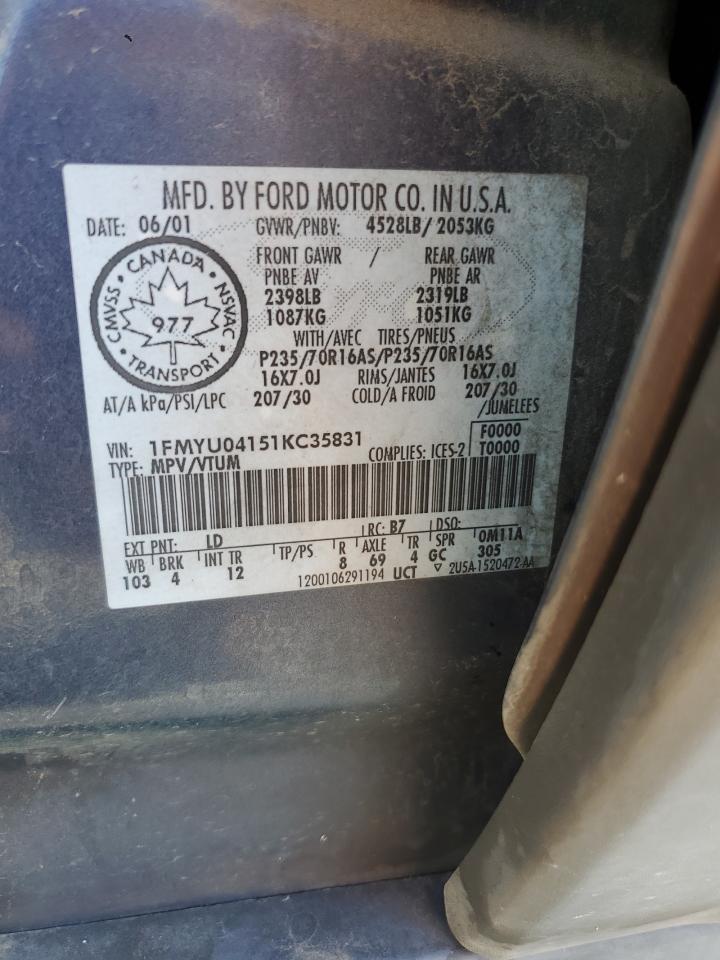 MFD. BY FORD MOTOR CO. IN U.S.A.
DATE: 06/01 GVWR/PNBV: 4528LB/ 2053KG
FRONT GAWR / REAR GAWR
PNBE AV PNBE AR
2398LB 2319LB
1087KG 1051KG
WITH/AVEC TIRES/PNEUS
P235/70R16AS/P235/70R16AS
16X7.0J RIMS/JANTES 16X7.0J
AT/A kPa/PSI/LPC 207/30 COLD/A FROID 207/30
/JUMELEES
CANADA
CMVSS • NSVAC
977
• TRANSPORT •
VIN: 1FMYU04151KC35831 F0000
TYPE: MPV/VTUM COMPLIES: ICES-2 T0000
EXT PNT: LD RC: B7 DSO:
WB BRK INT TR TP/PS R AXLE TR SPR 0M11A
103 4 12 8 69 4 GC 305
1200106291194 UCT ▽ 2U5A-1520472-AA